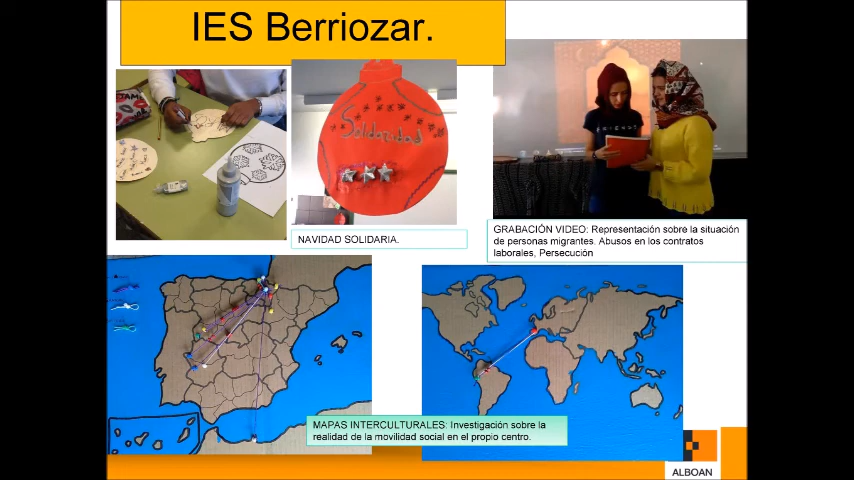 IES Berriozar.
Solidaridad
FRIENDS
NAVIDAD SOLIDARIA.
GRABACIÓN VIDEO: Representación sobre la situación
de personas migrantes. Abusos en los contratos
laborales, Persecución
MAPAS INTERCULTURALES: Investigación sobre la
realidad de la movilidad social en el propio centro.
ALBOAN